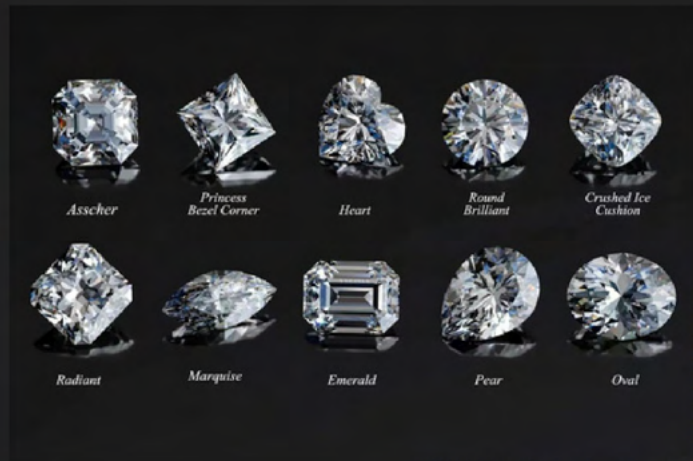 Asscher
Princess
Bezel Corner
Heart
Round
Brilliant
Crushed Ice
Cushion
Radiant
Marquise
Emerald
Pear
Oval